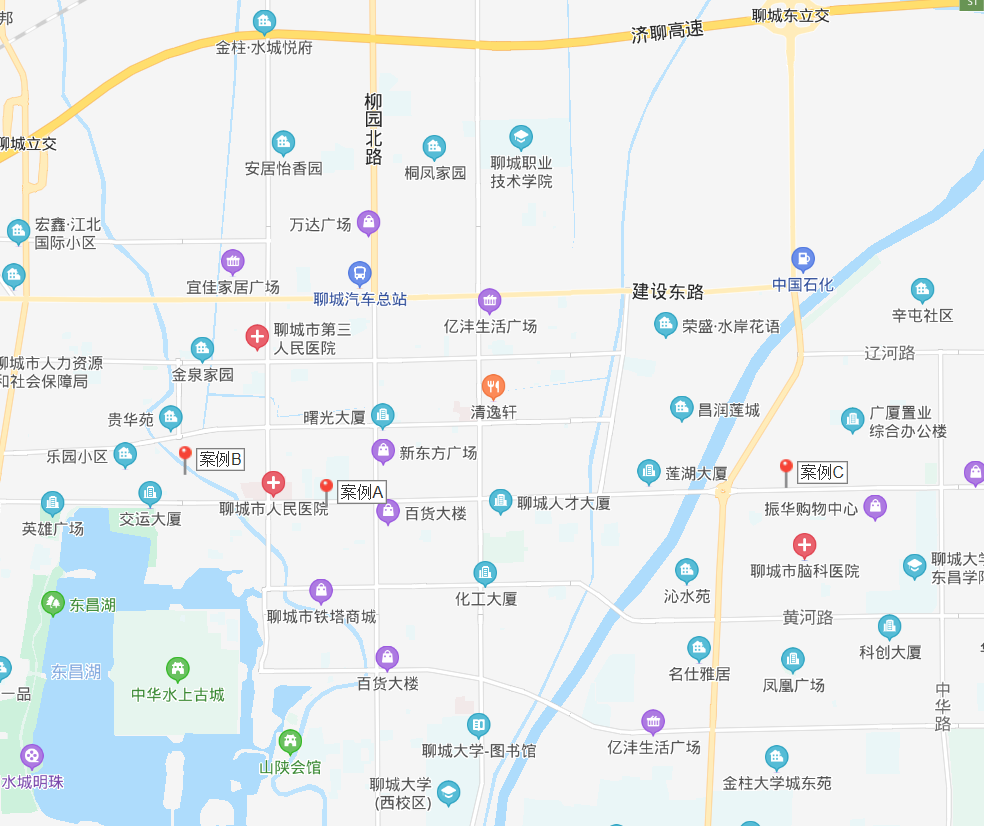 邦
金柱·水城悦府
济聊高速
聊城东立交
S1
聊城立交
柳园北路
安居怡香园
桐凤家园
聊城职业
技术学院
万达广场
宏鑫·江北
国际小区
宜佳家居广场
聊城汽车总站
亿沣生活广场
建设东路
中国石化
辛屯社区
荣盛·水岸花语
聊城市第三
人民医院
聊城市人力资源
和社会保障局
金泉家园
辽河路
清逸轩
贵华苑
曙光大厦
昌润莲城
广厦置业
综合办公楼
乐园小区
案例B
新东方广场
莲湖大厦
案例C
案例A
英雄广场
交运大厦
聊城市人民医院
百货大楼
聊城人才大厦
振华购物中心
聊城市脑科医院
聊城大学
东昌学院
东昌湖
聊城市铁塔商城
化工大厦
沁水苑
黄河路
科创大厦
东昌湖
一品
中华水上古城
百货大楼
名仕雅居
凤凰广场
中华路
水城明珠
山陕会馆
聊城大学-图书馆
亿沣生活广场
聊城大学
(西校区)
金柱大学城东苑